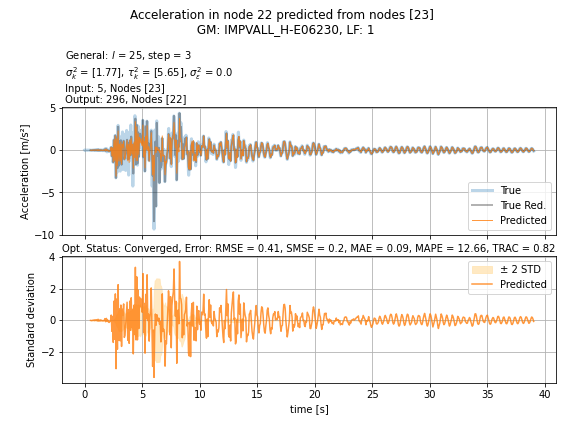 Acceleration in node 22 predicted from nodes [23]
GM: IMPVALL_H-E06230, LF: 1
General: l = 25, step = 3
σ²ₖ = [1.77], τ²ₖ = [5.65], σ²ε = 0.0
Input: 5, Nodes [23]
Output: 296, Nodes [22]
Acceleration [m/s²]
5
0
−5
−10
True
True Red.
Predicted
Opt. Status: Converged, Error: RMSE = 0.41, SMSE = 0.2, MAE = 0.09, MAPE = 12.66, TRAC = 0.82
Standard deviation
4
2
0
−2
± 2 STD
Predicted
0 5 10 15 20 25 30 35 40
time [s]